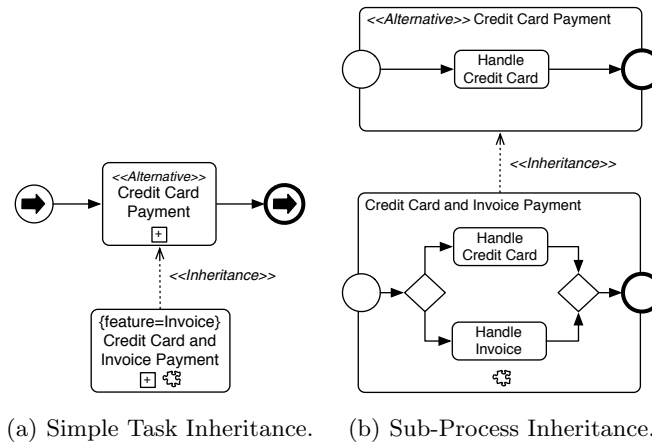 <<Alternative>>
Credit Card
Payment
+
<<Inheritance>>
{feature=Invoice}
Credit Card and
Invoice Payment
+
(a) Simple Task Inheritance.
<<Alternative>> Credit Card Payment
Handle
Credit Card
<<Inheritance>>
Credit Card and Invoice Payment
Handle
Credit Card
Handle
Invoice
(b) Sub-Process Inheritance.